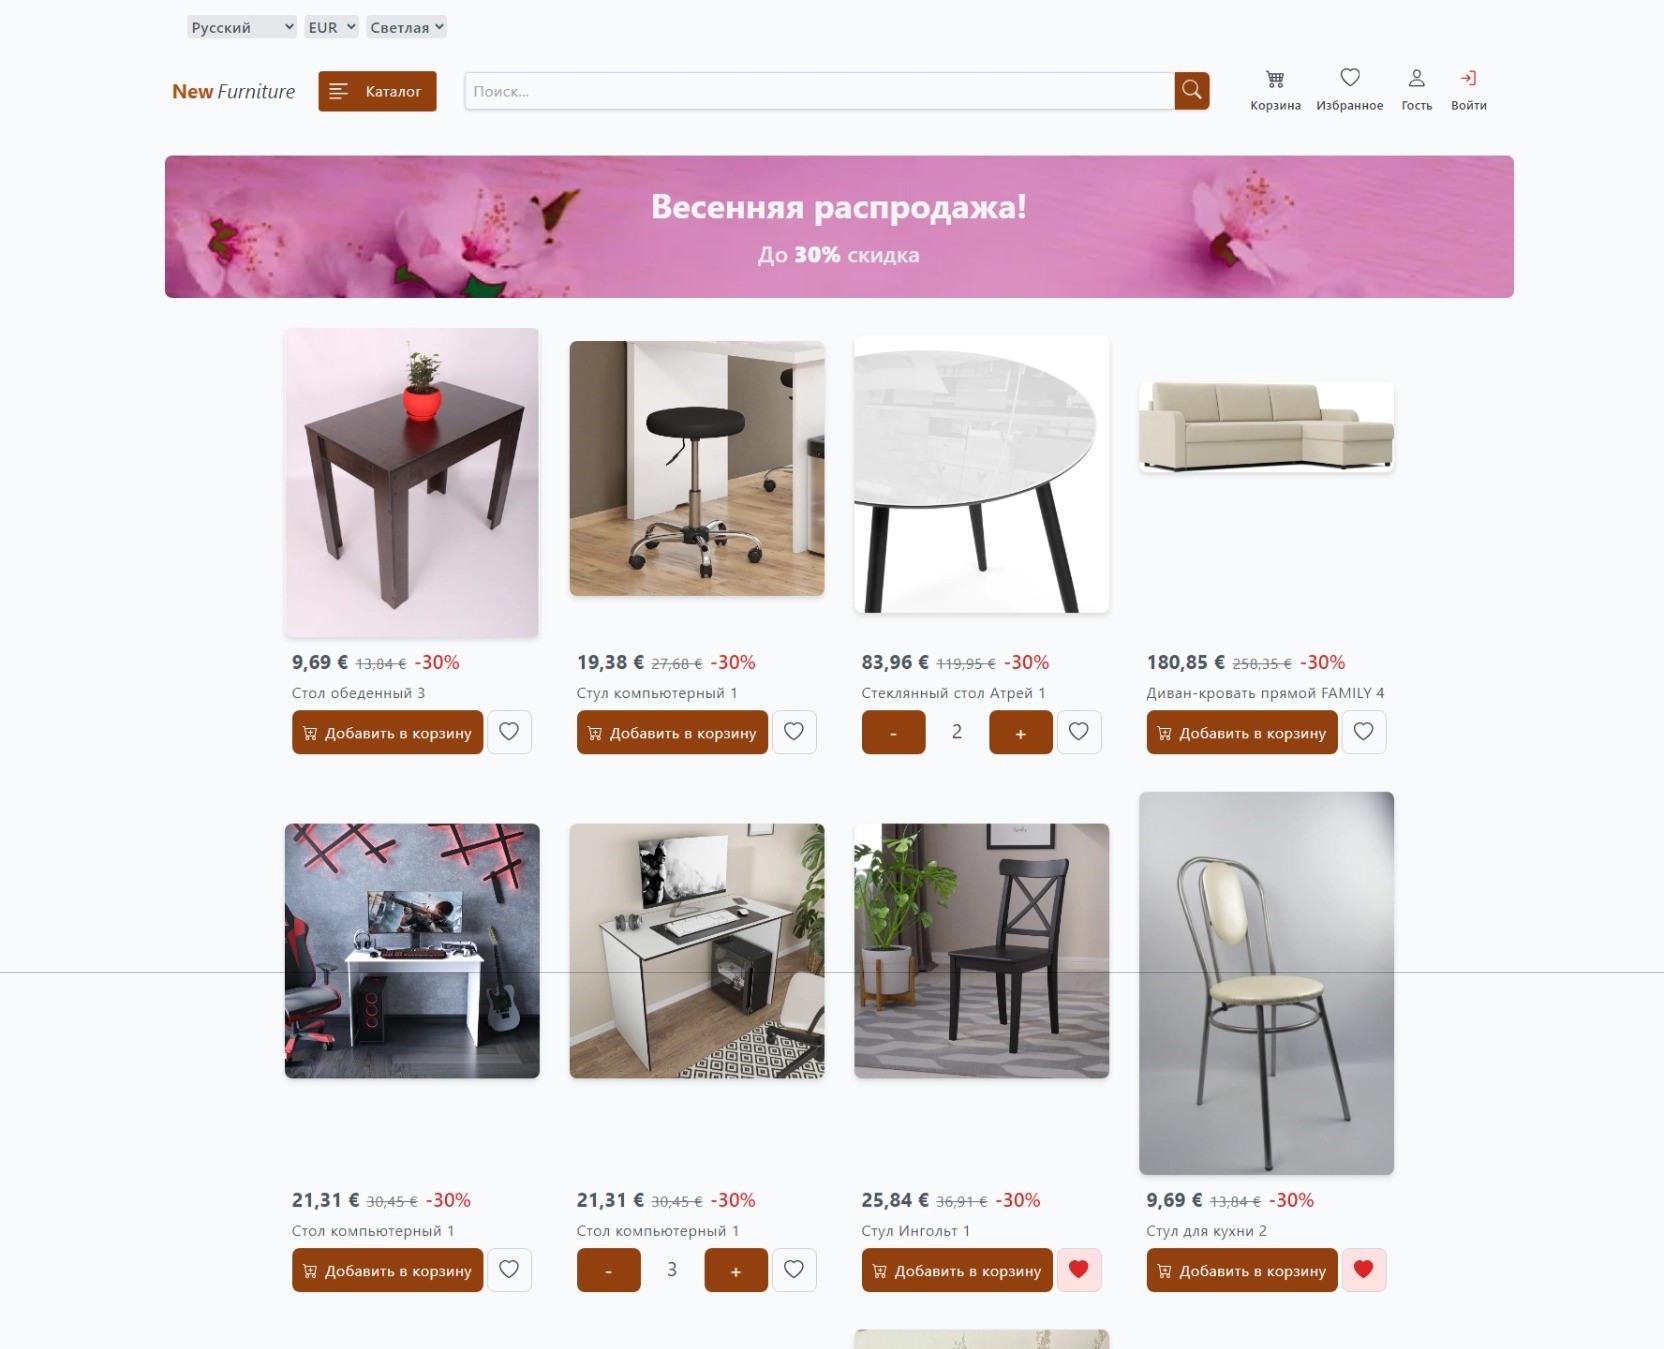 Русский EUR Светлая
New Furniture Каталог Поиск... Корзина Избранное Гость Войти
Весенняя распродажа!
До 30% скидка
9,69 € 13,84 € -30%
Стол обеденный 3
Добавить в корзину
19,38 € 27,68 € -30%
Стул компьютерный 1
Добавить в корзину
83,96 € 119,95 € -30%
Стеклянный стол Атрей 1
- 2 +
180,85 € 258,35 € -30%
Диван-кровать прямой FAMILY 4
Добавить в корзину
21,31 € 30,45 € -30%
Стол компьютерный 1
Добавить в корзину
21,31 € 30,45 € -30%
Стол компьютерный 1
- 3 +
25,84 € 36,91 € -30%
Стул Ингольт 1
Добавить в корзину
9,69 € 13,84 € -30%
Стул для кухни 2
Добавить в корзину